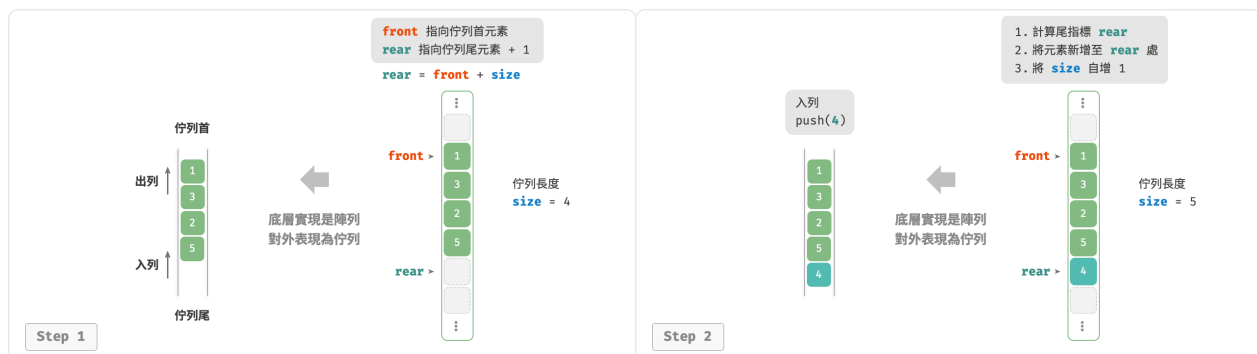 front 指向佇列首元素
rear 指向佇列尾元素 + 1
rear = front + size
佇列首
出列
入列
佇列尾
1
3
2
5
底層實現是陣列
對外表現為佇列
front
rear
1
3
2
5
佇列長度
size = 4
Step 1
1. 計算尾指標 rear
2. 將元素新增至 rear 處
3. 將 size 自增 1
入列
push(4)
1
3
2
5
4
底層實現是陣列
對外表現為佇列
front
rear
1
3
2
5
4
佇列長度
size = 5
Step 2